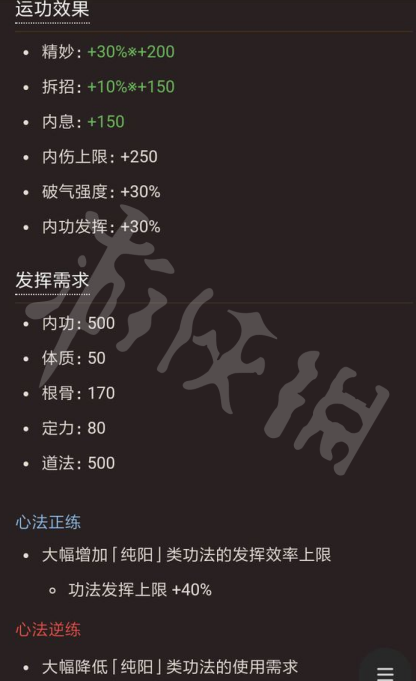 运功效果
精妙：+30%※+200
拆招：+10%※+150
内息：+150
内伤上限：+250
破气强度：+30%
内功发挥：+30%
发挥需求
内功：500
体质：50
根骨：170
定力：80
道法：500
心法正练
大幅增加「纯阳」类功法的发挥效率上限
功法发挥上限 +40%
心法逆练
大幅降低「纯阳」类功法的使用需求
游侠网